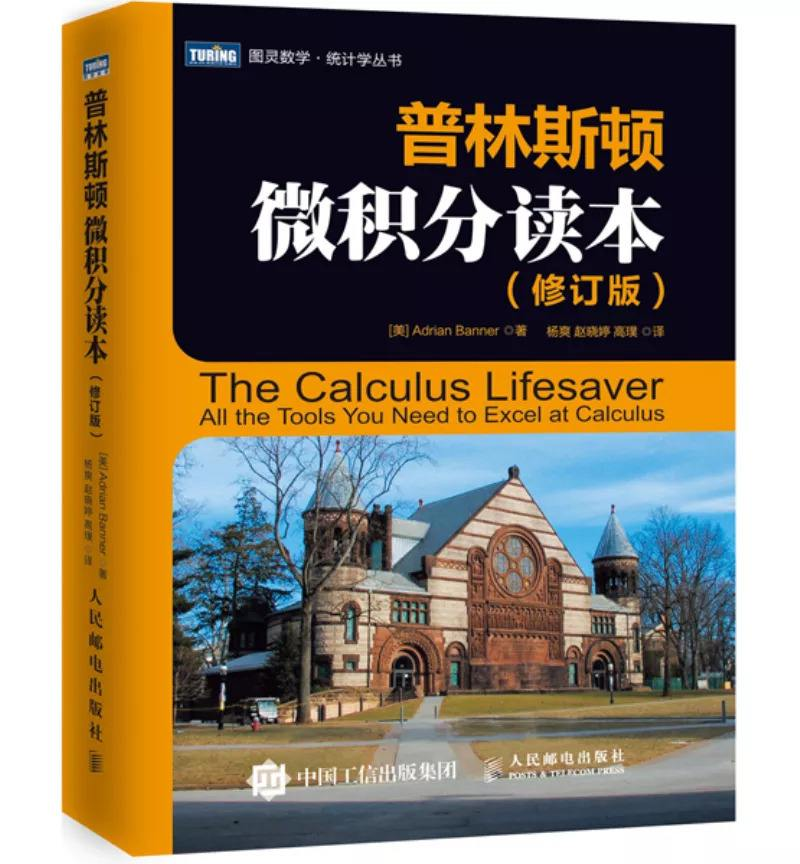 TURING 图灵数学·统计学丛书
普林斯顿
微积分读本
（修订版）
[美] Adrian Banner ◎著 杨爽 赵晓婷 高璞 ◎译
The Calculus Lifesaver
All the Tools You Need to Excel at Calculus
中国工信出版集团
人民邮电出版社
POSTS & TELECOM PRESS
TURING
普林斯顿微积分读本（修订版）
[美] Adrian Banner ◎著
杨爽 赵晓婷 高璞 ◎译
人民邮电出版社